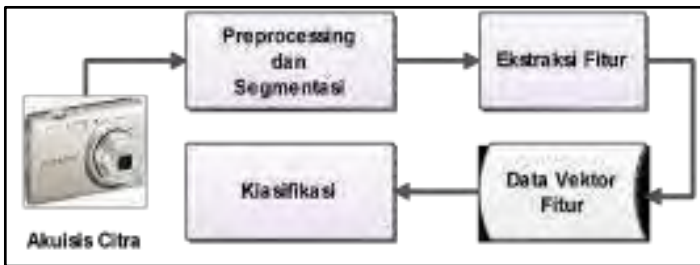 Preprocessing
dan
Segmentasi
Ekstraksi Fitur
Data Vektor
Fitur
Klasifikasi
Akuisis Citra